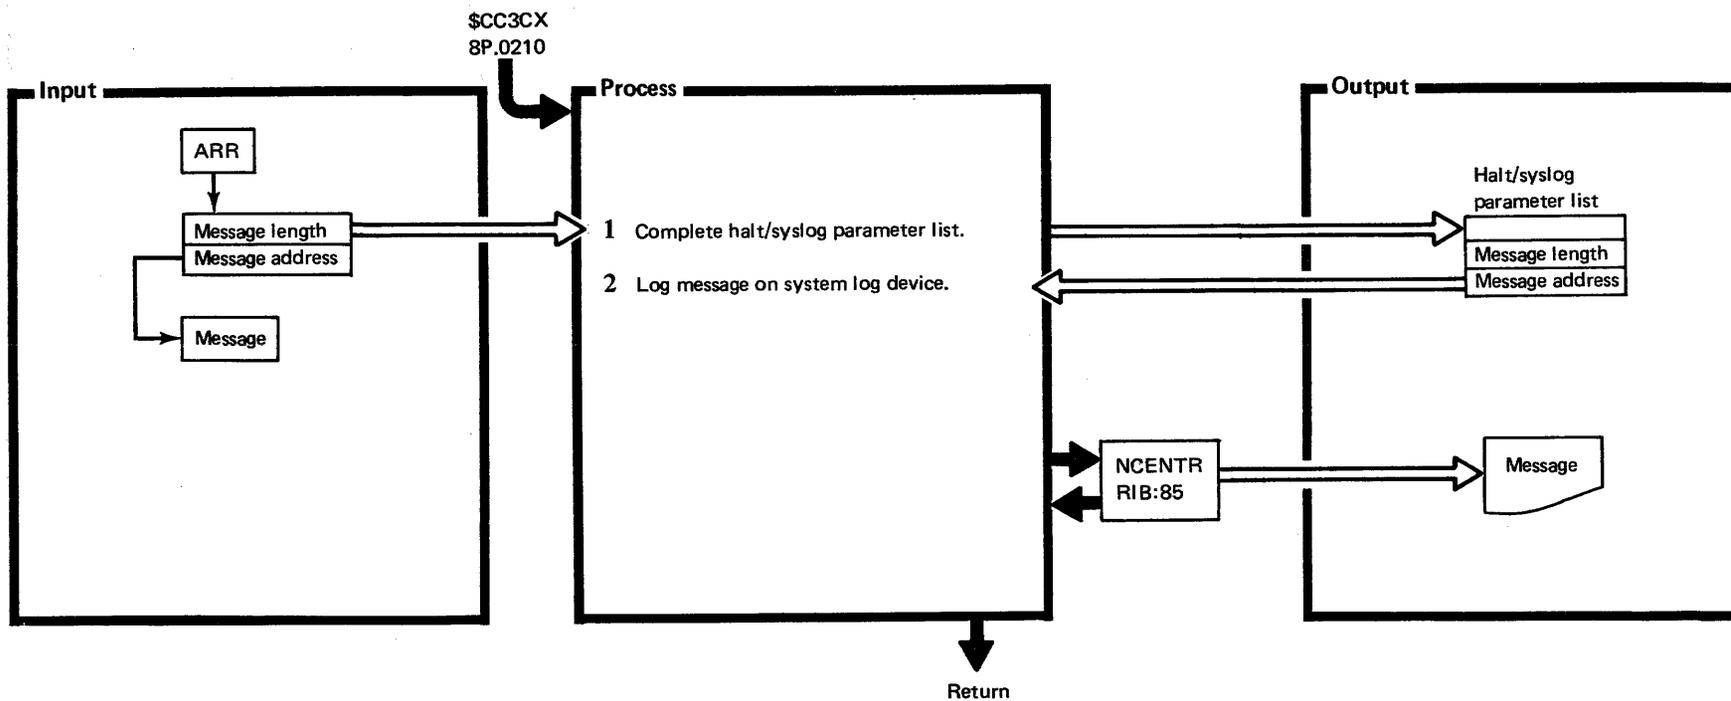 $CC3CX
8P.0210
Input
Process
Output
ARR
Message length
Message address
Message
1 Complete halt/syslog parameter list.
2 Log message on system log device.
Halt/syslog
parameter list
Message length
Message address
NCENTR
RIB:85
Message
Return